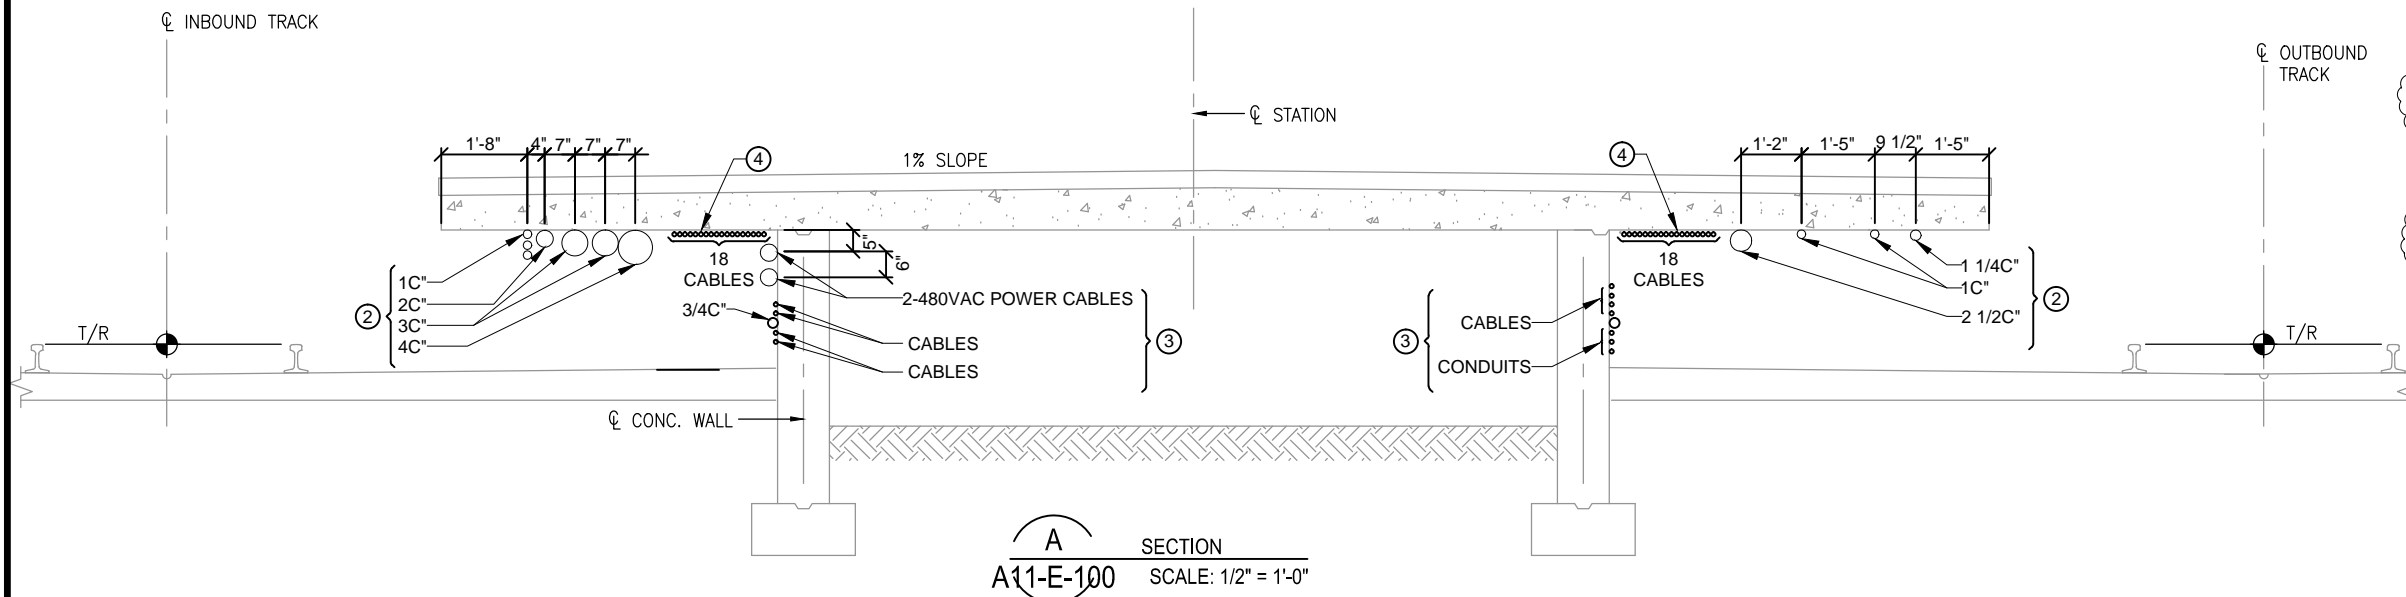 ℄ INBOUND TRACK
℄ OUTBOUND
TRACK
℄ STATION
1'-8" 4" 7" 7" 7"
4
1% SLOPE
4
1'-2" 1'-5" 9 1/2" 1'-5"
5"
6"
18
CABLES
18
CABLES
2
1C"
2C"
3C"
4C"
3/4C"
2-480VAC POWER CABLES
CABLES
CABLES
3
3
CABLES
CONDUITS
1 1/4C"
1C"
2 1/2C"
2
T/R
T/R
℄ CONC. WALL
A
A11-E-100
SECTION
SCALE: 1/2" = 1'-0"